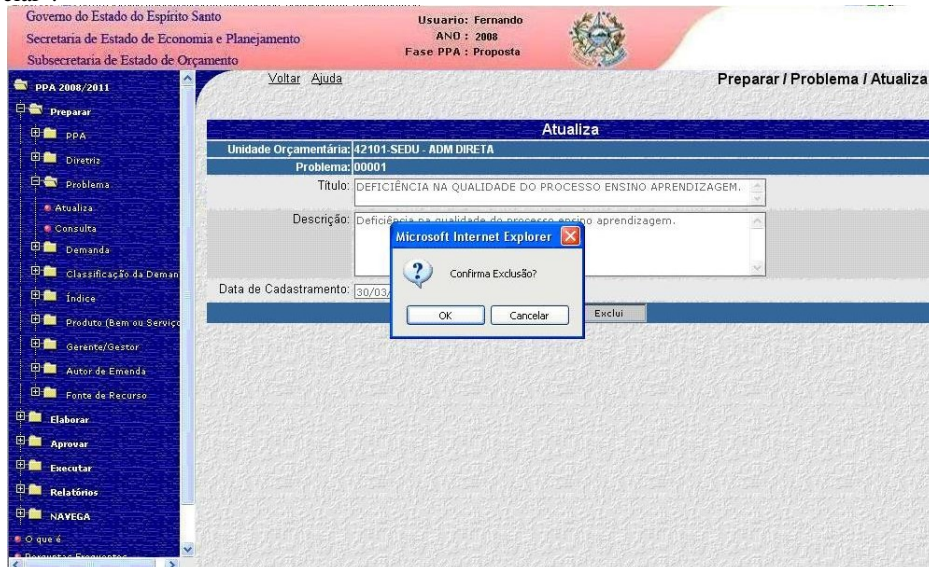 Governo do Estado do Espírito Santo
Secretaria de Estado de Economia e Planejamento
Subsecretaria de Estado de Orçamento
Usuario: Fernando
ANO : 2008
Fase PPA : Proposta
Voltar Ajuda
Preparar / Problema / Atualiza
PPA 2008/2011
Preparar
PPA
Diretriz
Problema
Atualiza
Consulta
Demanda
Classificação da Deman
Índice
Produto (Bem ou Serviço
Gerente/Gestor
Autor de Emenda
Fonte de Recurso
Elaborar
Aprovar
Executar
Relatórios
NAVEGA
O que é
Perguntas Frequentes
Atualiza
Unidade Orçamentária: 42101-SEDU - ADM DIRETA
Problema: 00001
Título: DEFICIÊNCIA NA QUALIDADE DO PROCESSO ENSINO APRENDIZAGEM.
Descrição: Deficiência na qualidade do processo ensino aprendizagem.
Data de Cadastramento: 30/03/
Exclui
Microsoft Internet Explorer
Confirma Exclusão?
OK Cancelar